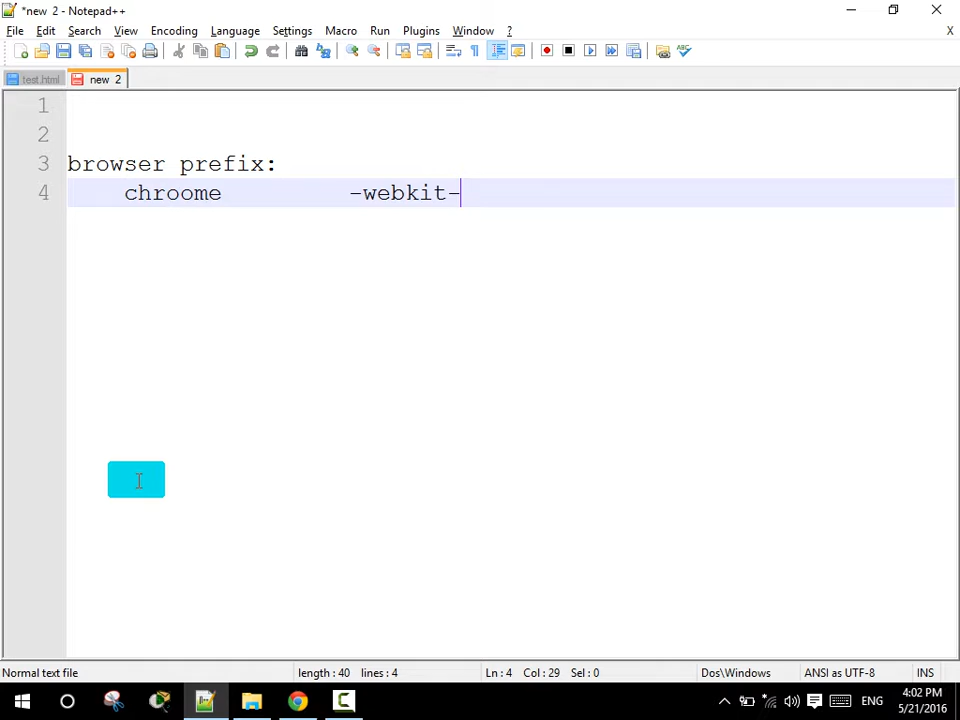 *new 2 - Notepad++
File Edit Search View Encoding Language Settings Macro Run Plugins Window ? X
test.html new 2
1
2
3 browser prefix:
4 chroome -webkit-
Normal text file length : 40 lines : 4 Ln : 4 Col : 29 Sel : 0 Dos\Windows ANSI as UTF-8 INS
ENG 4:02 PM
5/21/2016